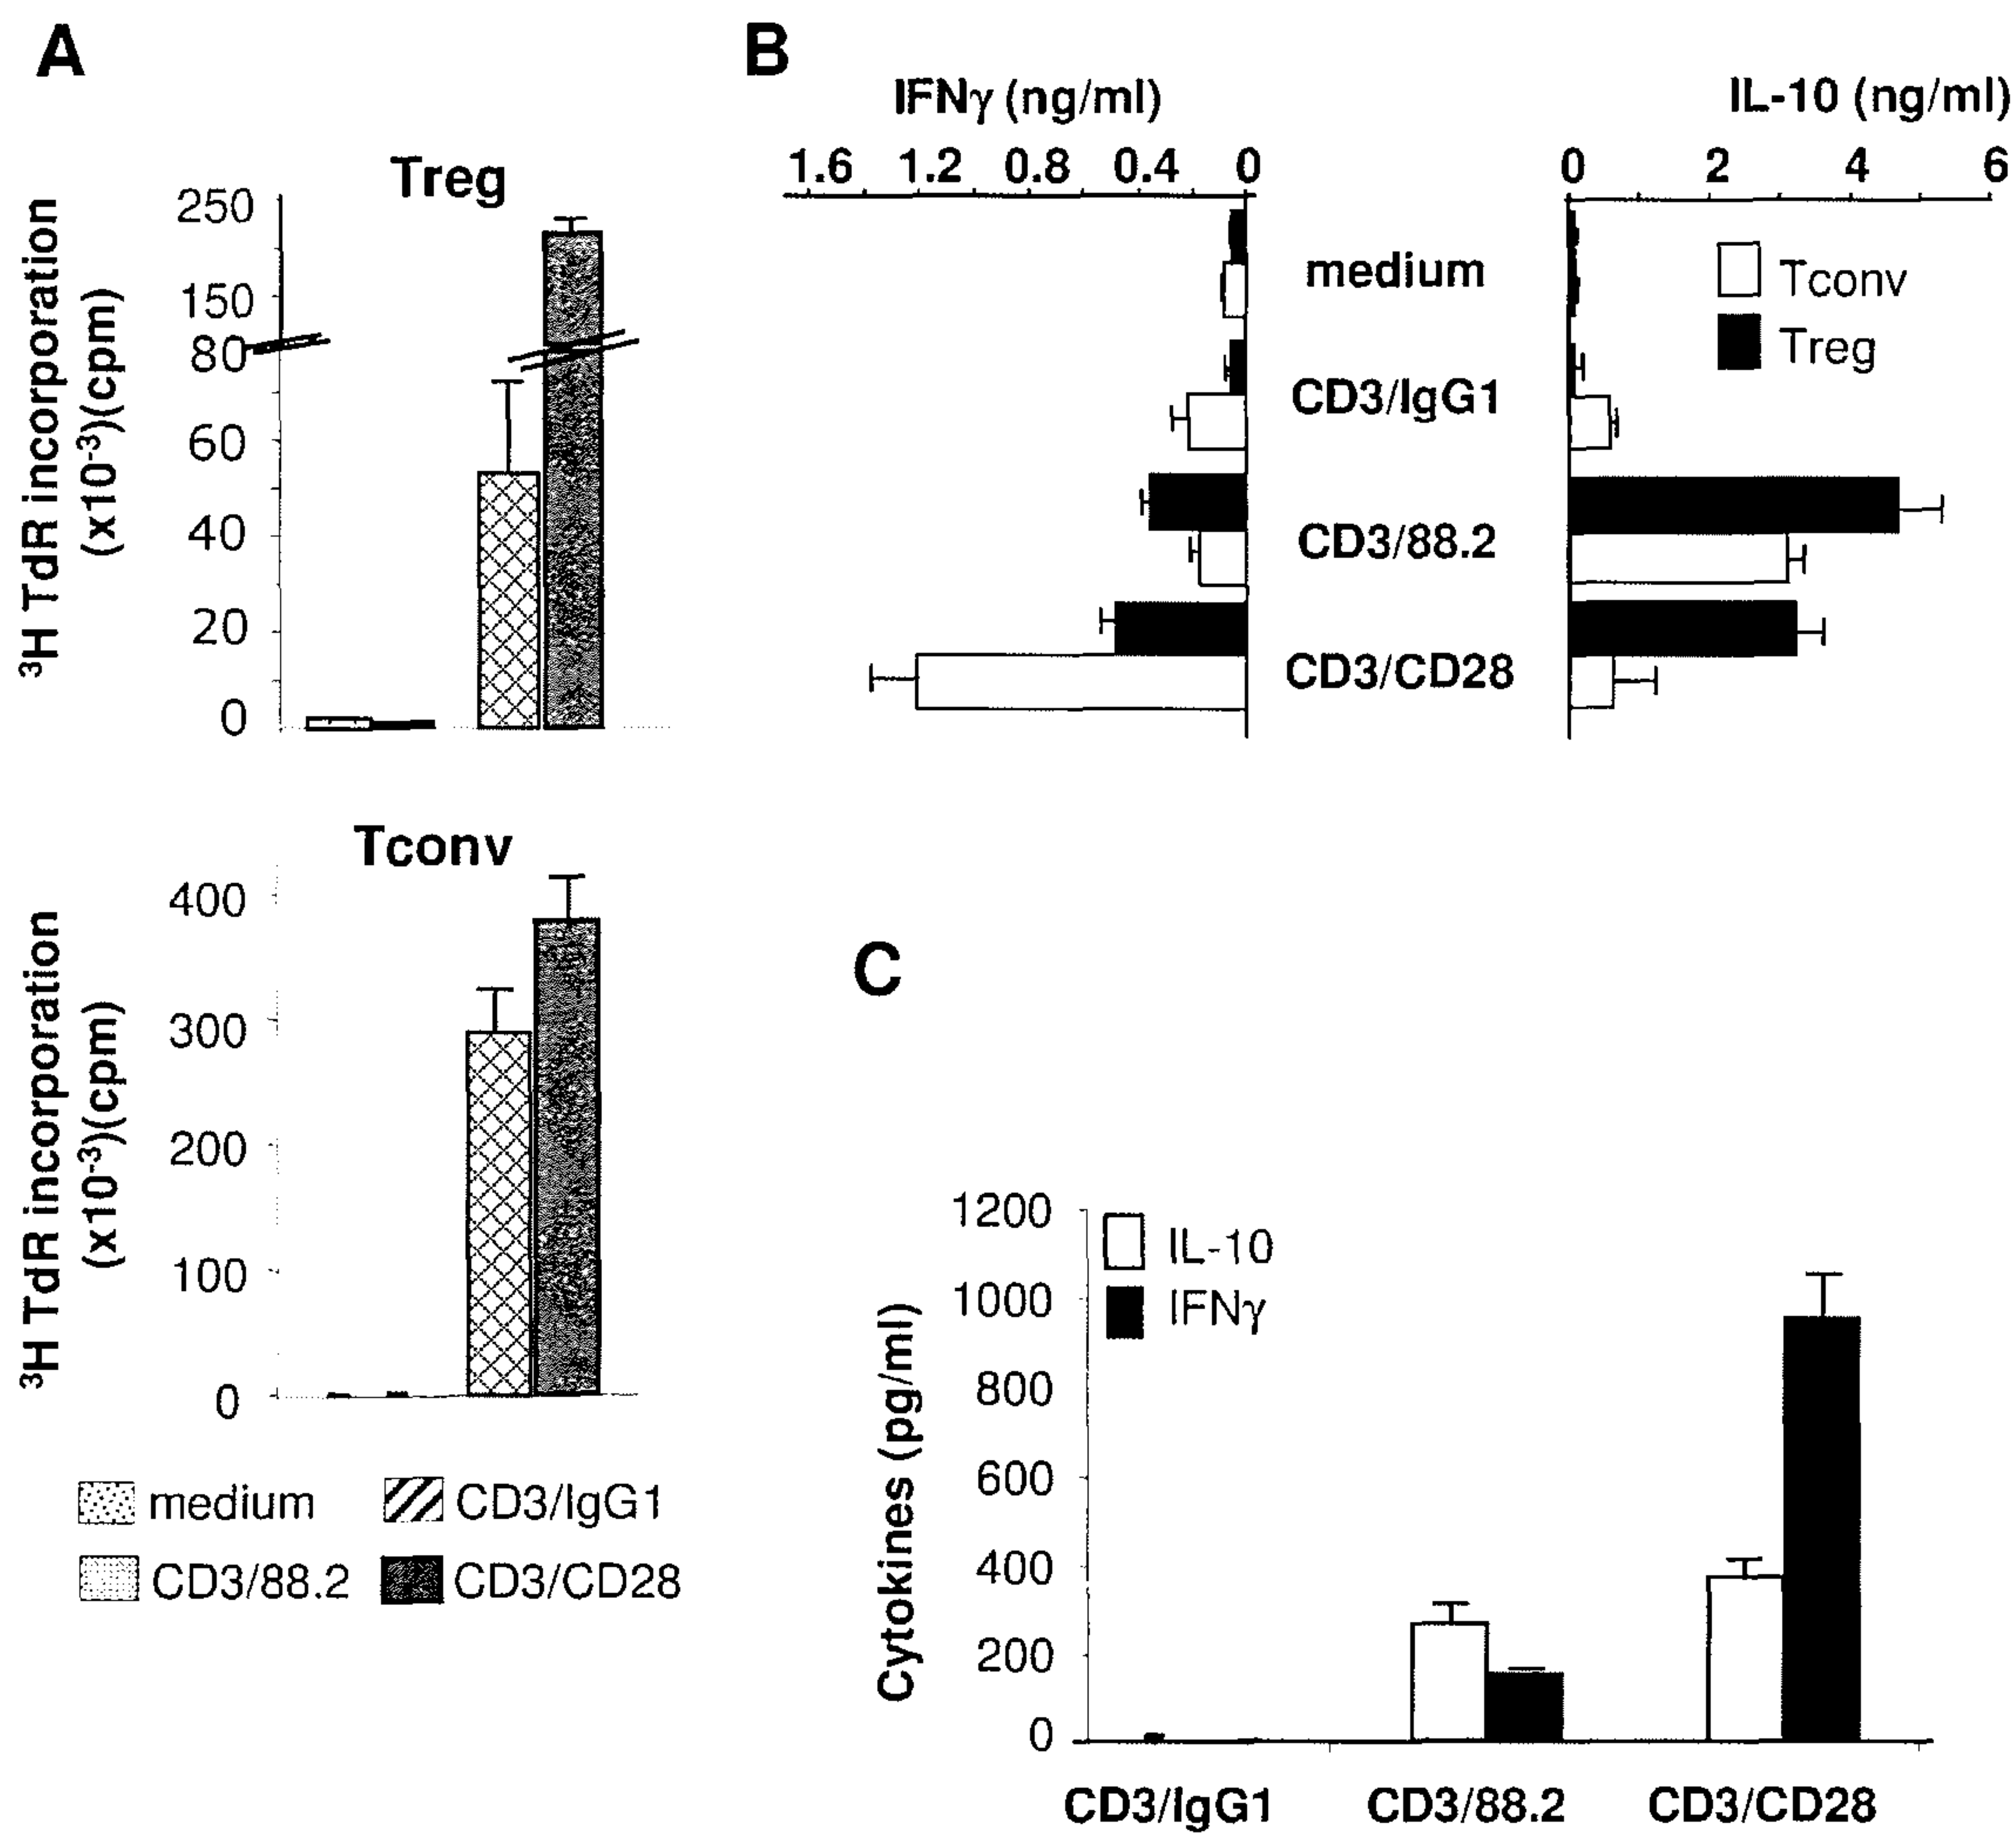 A
Treg
³H TdR incorporation
(x10⁻³)(cpm)
250
150
80
60
40
20
0
Tconv
³H TdR incorporation
(x10⁻³)(cpm)
400
300
200
100
0
medium
CD3/IgG1
CD3/88.2
CD3/CD28
B
IFNγ (ng/ml)
IL-10 (ng/ml)
1.6 1.2 0.8 0.4 0
0 2 4 6
medium
CD3/IgG1
CD3/88.2
CD3/CD28
Tconv
Treg
C
Cytokines (pg/ml)
1200
1000
800
600
400
200
0
IL-10
IFNγ
CD3/IgG1 CD3/88.2 CD3/CD28